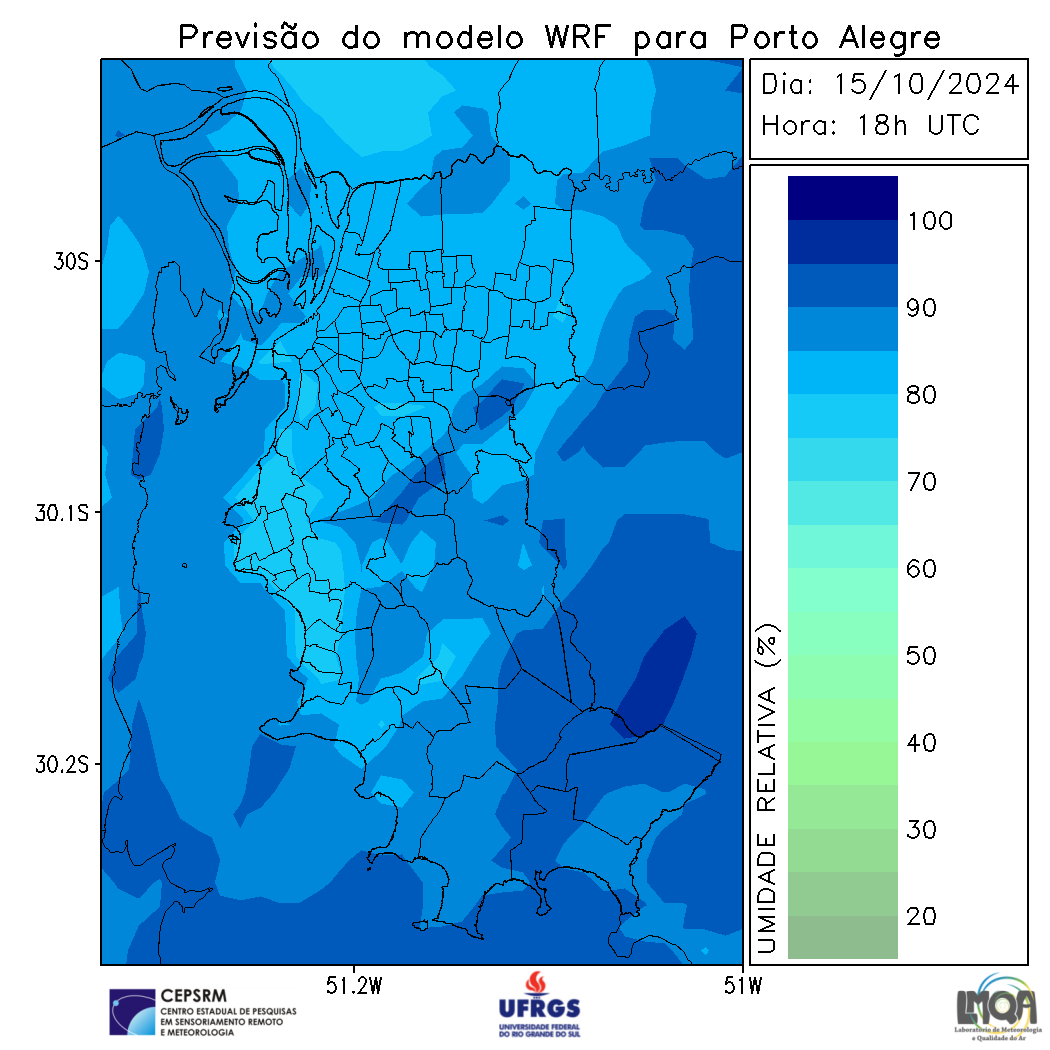 Previsão do modelo WRF para Porto Alegre
Dia: 15/10/2024
Hora: 18h UTC
30S
30.1S
30.2S
51.2W
51W
100
90
80
70
60
50
40
30
20
UMIDADE RELATIVA (%)
CEPSRM
CENTRO ESTADUAL DE PESQUISAS
EM SENSORIAMENTO REMOTO
E METEOROLOGIA
UFRGS
UNIVERSIDADE FEDERAL
DO RIO GRANDE DO SUL
LMQA
Laboratório de Meteorologia
e Qualidade do Ar